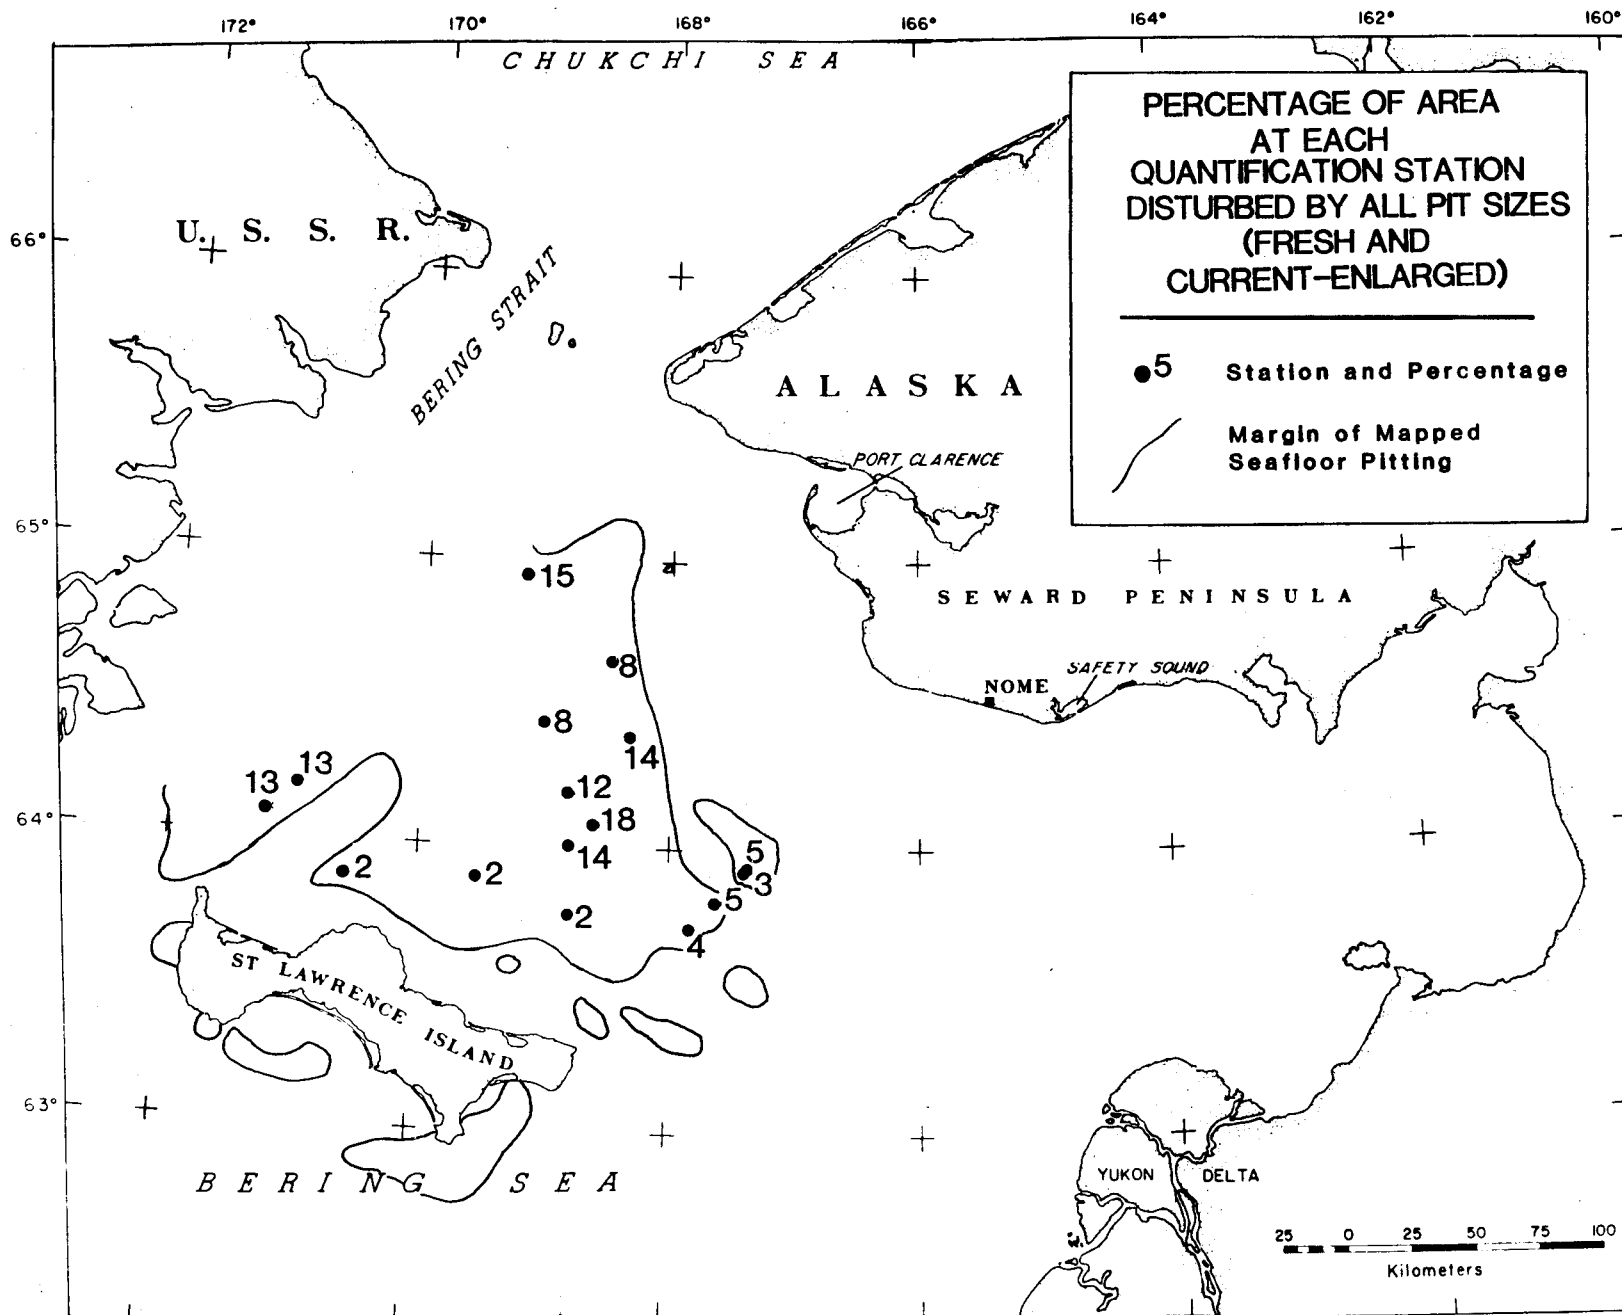 172° 170° 168° 166° 164° 162° 160°
CHUKCHI SEA
PERCENTAGE OF AREA
AT EACH
QUANTIFICATION STATION
DISTURBED BY ALL PIT SIZES
(FRESH AND
CURRENT-ENLARGED)
●5 Station and Percentage
Margin of Mapped
Seafloor Pitting
U. S. S. R.
66°
BERING STRAIT
ALASKA
PORT CLARENCE
65°
15
SEWARD PENINSULA
8
SAFETY SOUND
NOME
8
14
13
13
12
64°
18
14
5
2
2
3
5
2
4
ST LAWRENCE ISLAND
63°
BERING SEA
YUKON DELTA
25 0 25 50 75 100
Kilometers